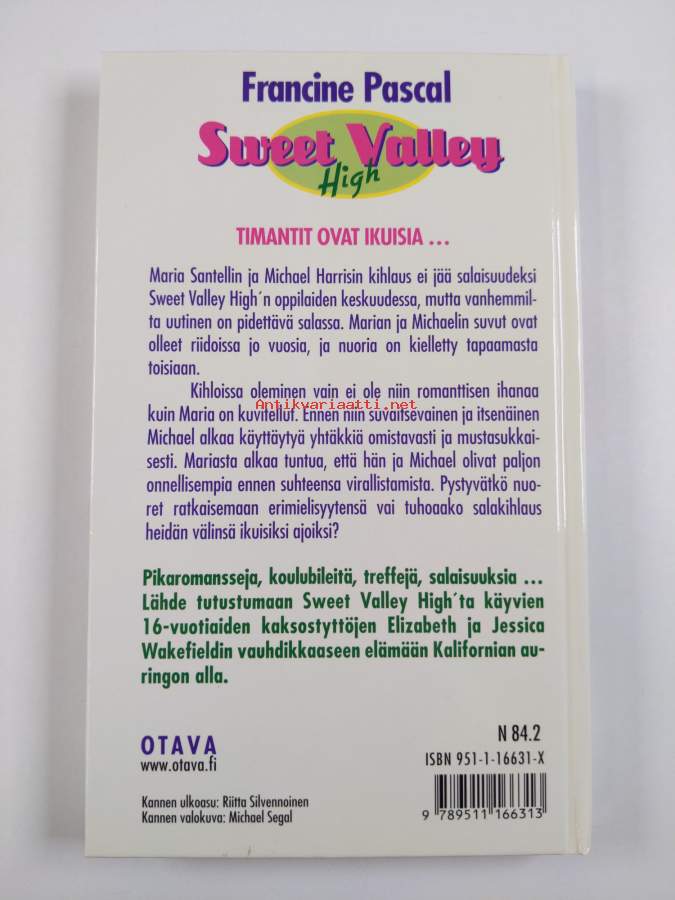 Francine Pascal
Sweet Valley
High
TIMANTIT OVAT IKUISIA ...
Maria Santellin ja Michael Harrisin kihlaus ei jää salaisuudeksi
Sweet Valley High´n oppilaiden keskuudessa, mutta vanhemmil-
ta uutinen on pidettävä salassa. Marian ja Michaelin suvut ovat
olleet riidoissa jo vuosia, ja nuoria on kielletty tapaamasta
toisiaan.
Kihloissa oleminen vain ei ole niin romanttisen ihanaa
kuin Maria on kuvitellut. Ennen niin suvaitsevainen ja itsenäinen
Antikvariaatti.net
Michael alkaa käyttäytyä yhtäkkiä omistavasti ja mustasukkai-
sesti. Mariasta alkaa tuntua, että hän ja Michael olivat paljon
onnellisempia ennen suhteensa virallistamista. Pystyvätkö nuo-
ret ratkaisemaan erimielisyytensä vai tuhoaako salakihlaus
heidän välinsä ikuisiksi ajoiksi?
Pikaromansseja, koulubileitä, treffejä, salaisuuksia ...
Lähde tutustumaan Sweet Valley High´ta käyvien
16-vuotiaiden kaksostyttöjen Elizabeth ja Jessica
Wakefieldin vauhdikkaaseen elämään Kalifornian au-
ringon alla.
OTAVA
www.otava.fi
N 84.2
ISBN 951-1-16631-X
Kannen ulkoasu: Riitta Silvennoinen
Kannen valokuva: Michael Segal
9 789511 166313